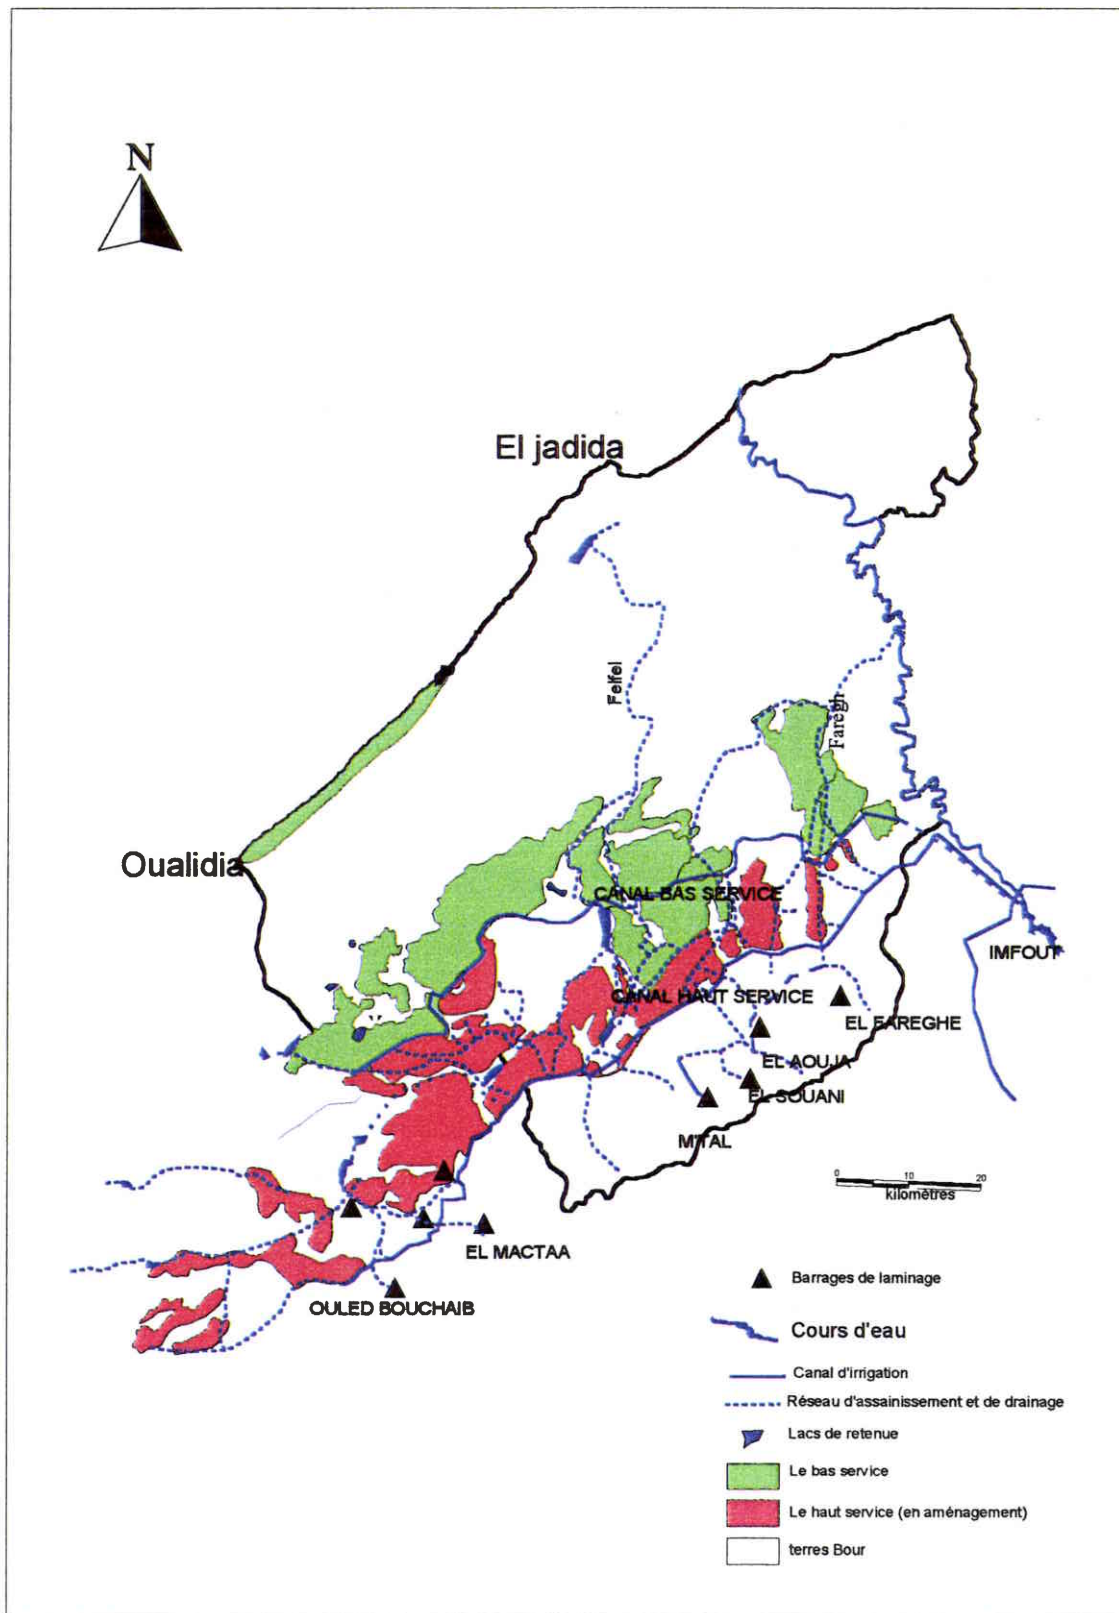 N
El jadida
Felfel
Faregh
Oualidia
CANAL BAS SERVICE
IMFOUT
CANAL HAUT SERVICE
EL FAREGHE
EL AOUJA
EL SOUANI
M'TAL
0 10 20
kilomètres
EL MACTAA
OULED BOUCHAIB
Barrages de laminage
Cours d'eau
Canal d'irrigation
Réseau d'assainissement et de drainage
Lacs de retenue
Le bas service
Le haut service (en aménagement)
terres Bour